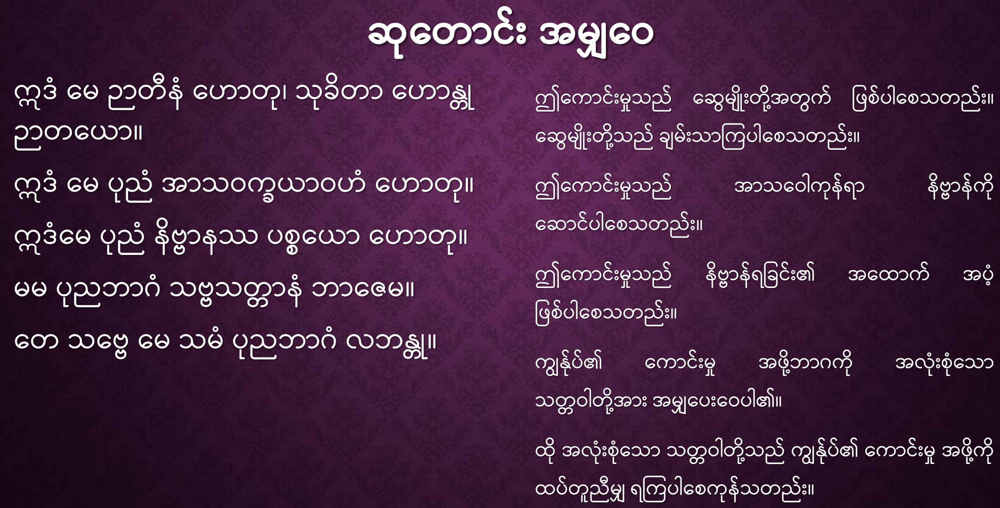 ဆုတောင်း အမျှဝေ
ဣဒံ မေ ဉာတီနံ ဟောတု၊ သုခိတာ ဟောန္တု
ဉာတယော။
ဣဒံ မေ ပုညံ အာသဝက္ခယာဝဟံ ဟောတု။
ဣဒံမေ ပုညံ နိဗ္ဗာနဿ ပစ္စယော ဟောတု။
မမ ပုညဘာဂံ သဗ္ဗသတ္တာနံ ဘာဇေမ။
တေ သဗ္ဗေ မေ သမံ ပုညဘာဂံ လဘန္တု။
ဤကောင်းမှုသည် ဆွေမျိုးတို့အတွက် ဖြစ်ပါစေသတည်း။
ဆွေမျိုးတို့သည် ချမ်းသာကြပါစေသတည်း။
ဤကောင်းမှုသည် အာသဝေါကုန်ရာ နိဗ္ဗာန်ကို
ဆောင်ပါစေသတည်း။
ဤကောင်းမှုသည် နိဗ္ဗာန်ရခြင်း၏ အထောက် အပံ့
ဖြစ်ပါစေသတည်း။
ကျွန်ုပ်၏ ကောင်းမှု အဖို့ဘာဂကို အလုံးစုံသော
သတ္တဝါတို့အား အမျှပေးဝေပါ၏။
ထို အလုံးစုံသော သတ္တဝါတို့သည် ကျွန်ုပ်၏ ကောင်းမှု အဖို့ကို
ထပ်တူညီမျှ ရကြပါစေကုန်သတည်း။